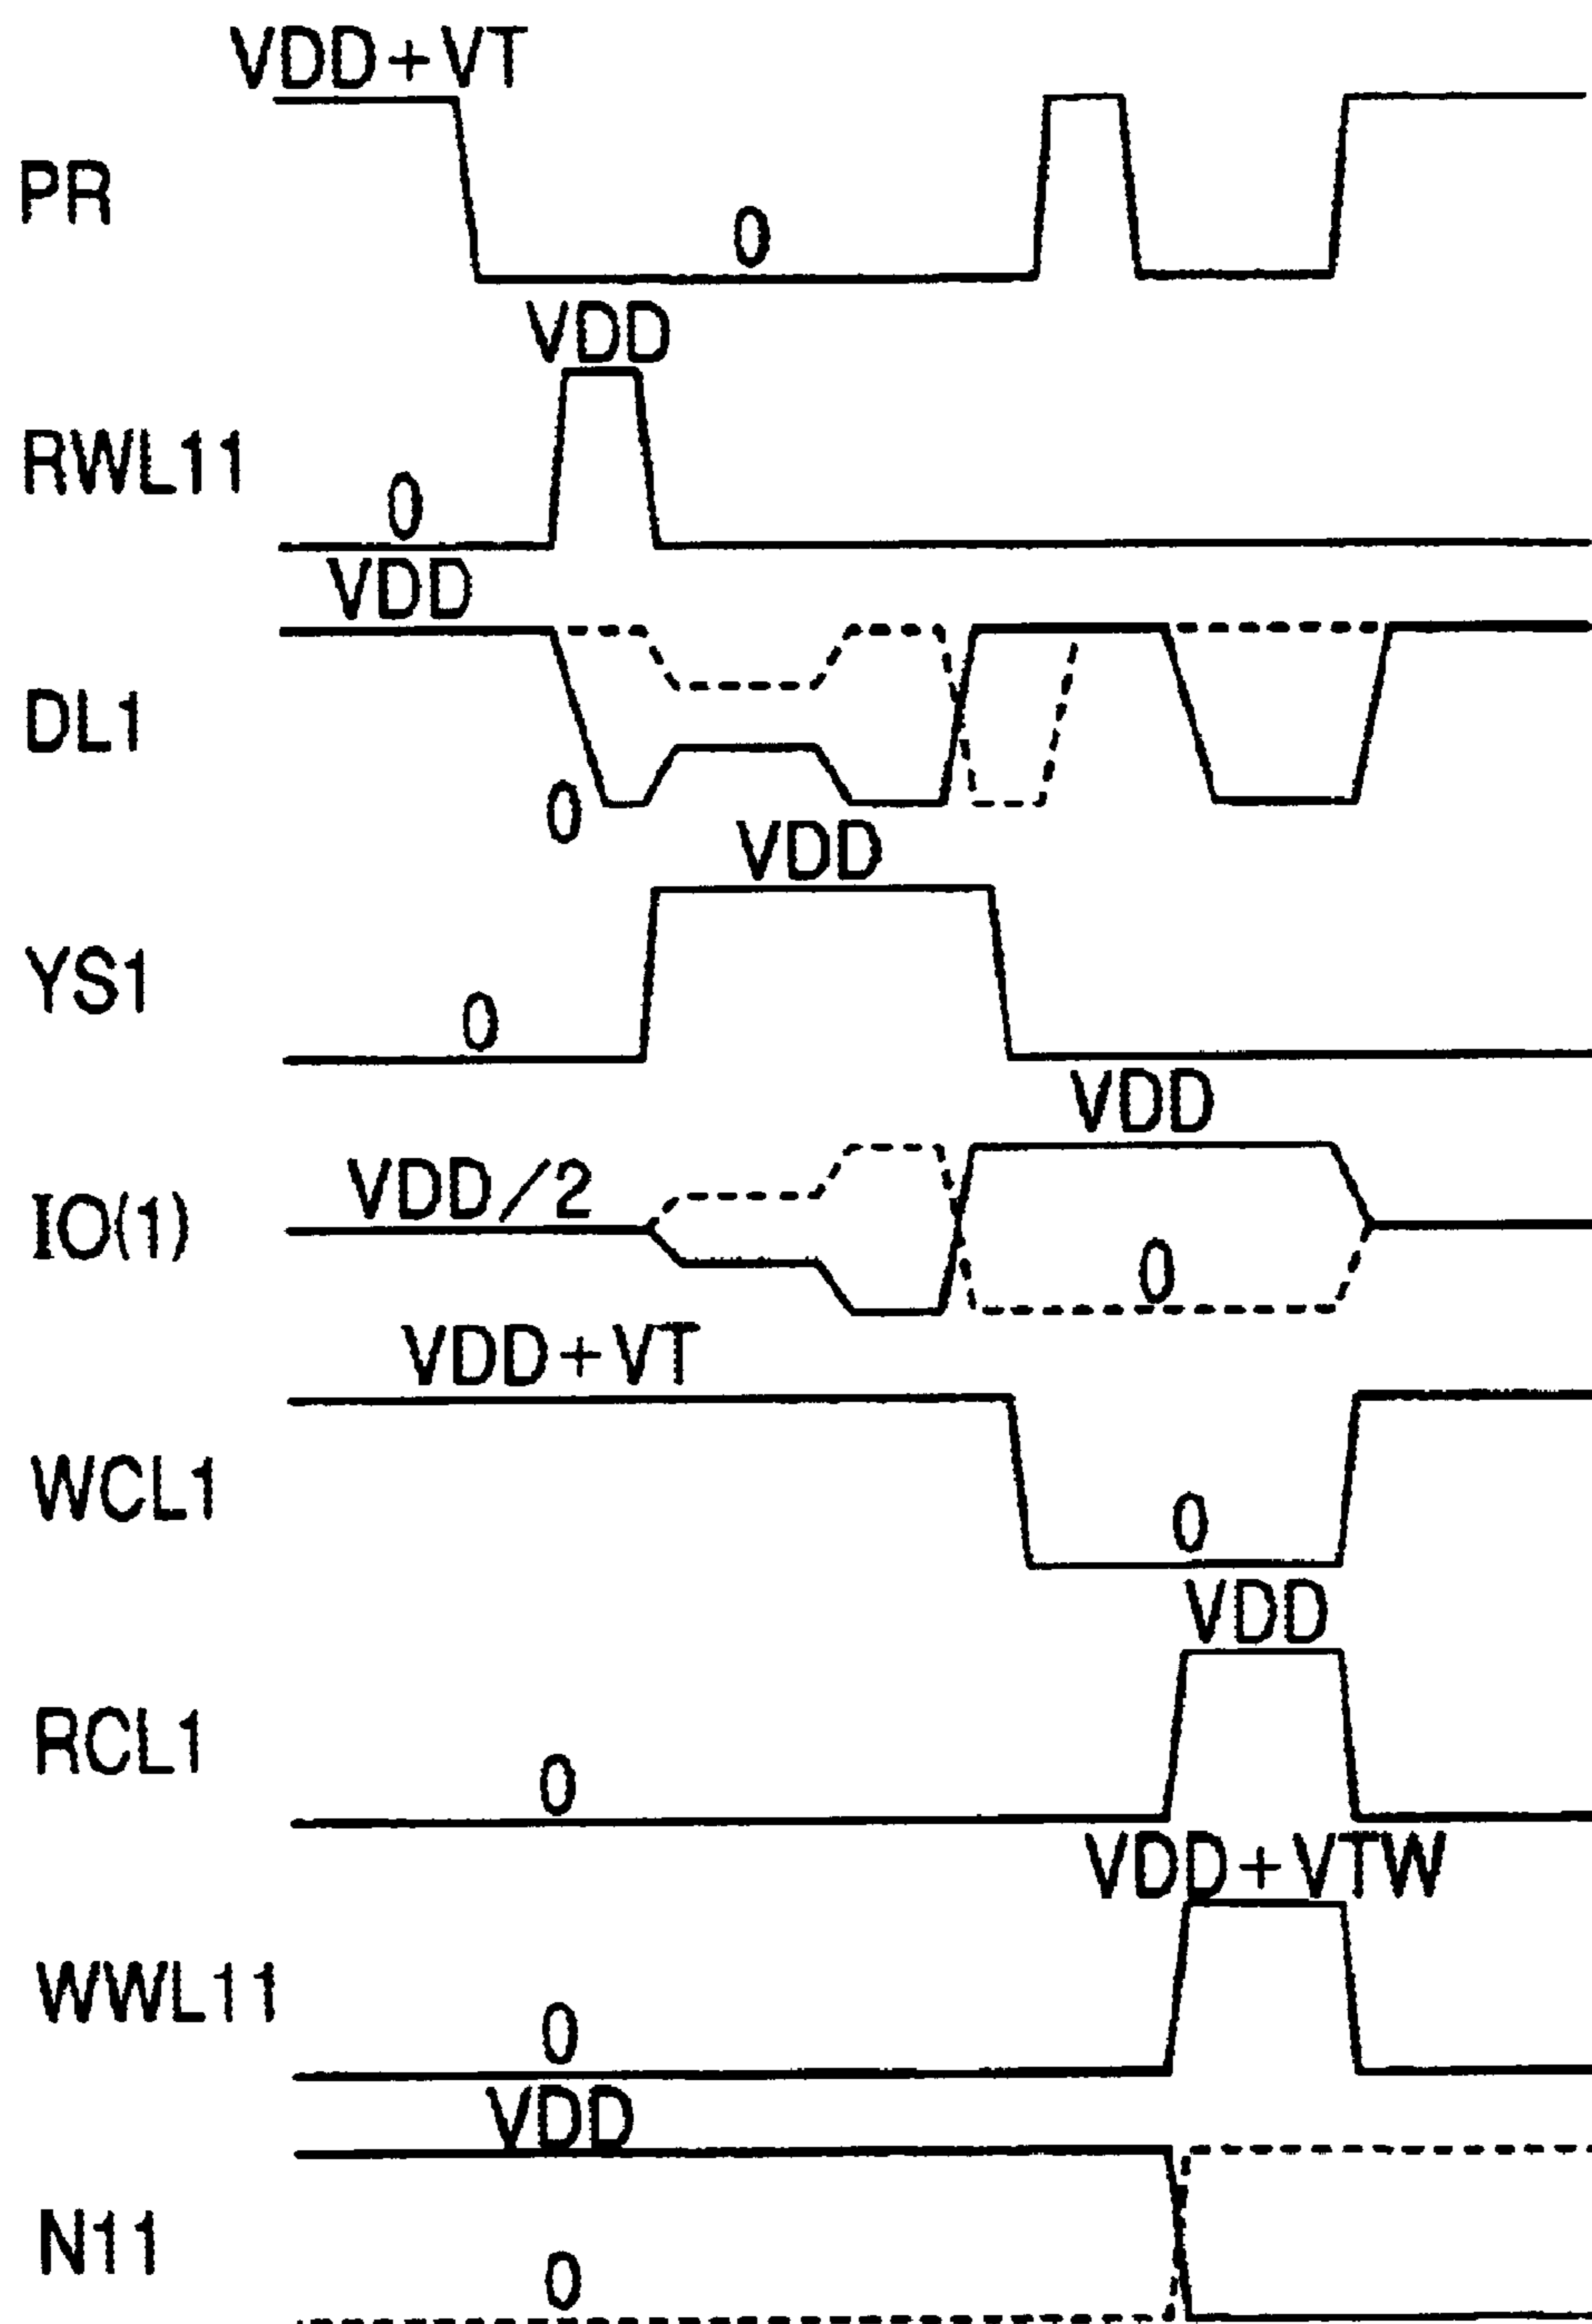 VDD+VT
PR
0
VDD
RWL11
0
VDD
DL1
0
VDD
YS1
0
VDD
IO(1)
VDD/2
0
VDD+VT
WCL1
0
VDD
RCL1
0
VDD+VTW
WWL11
0
VDD
N11
0